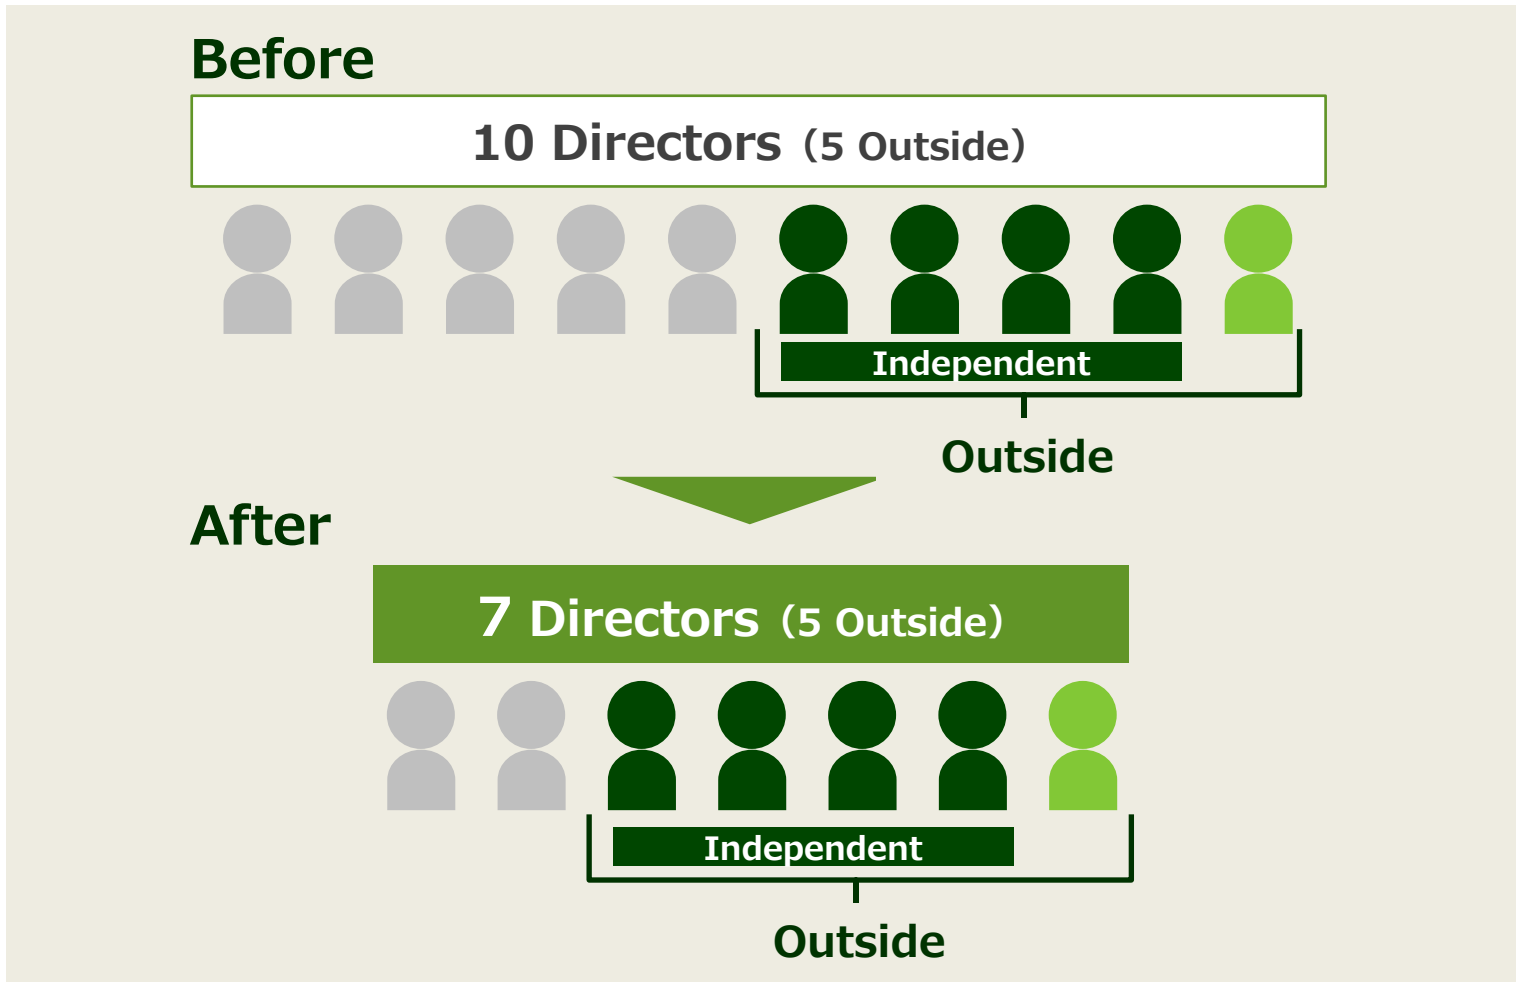 Before
10 Directors（5 Outside）
Independent
Outside
After
7 Directors（5 Outside）
Independent
Outside